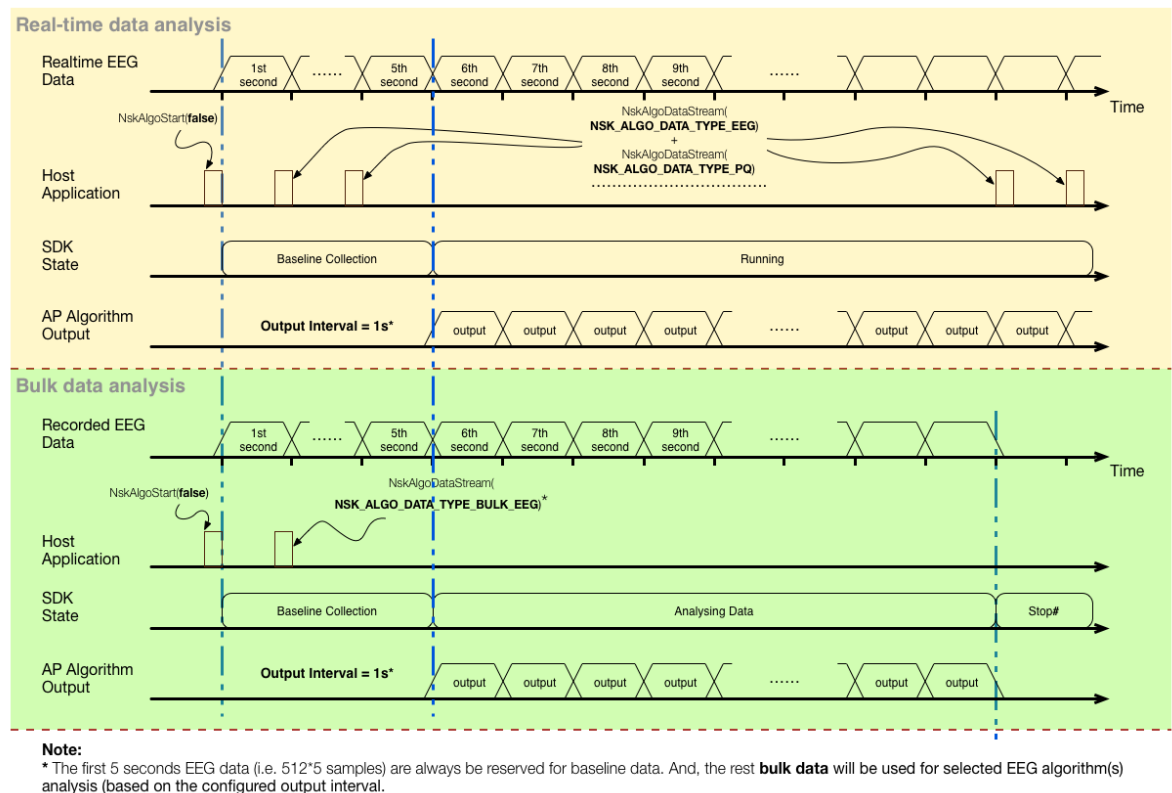 Real-time data analysis
Realtime EEG
Data
1st
second
......
5th
second
6th
second
7th
second
8th
second
9th
second
......
Time
NskAlgoStart(false)
NskAlgoDataStream(
NSK_ALGO_DATA_TYPE_EEG)
+
NskAlgoDataStream(
NSK_ALGO_DATA_TYPE_PQ)
Host
Application
SDK
State
Baseline Collection
Running
AP Algorithm
Output
Output Interval = 1s*
output
output
output
output
......
output
output
output
Bulk data analysis
Recorded EEG
Data
1st
second
......
5th
second
6th
second
7th
second
8th
second
9th
second
......
Time
NskAlgoStart(false)
NskAlgoDataStream(
NSK_ALGO_DATA_TYPE_BULK_EEG)*
Host
Application
SDK
State
Baseline Collection
Analysing Data
Stop#
AP Algorithm
Output
Output Interval = 1s*
output
output
output
output
......
output
output
Note:
* The first 5 seconds EEG data (i.e. 512*5 samples) are always be reserved for baseline data. And, the rest bulk data will be used for selected EEG algorithm(s)
analysis (based on the configured output interval.